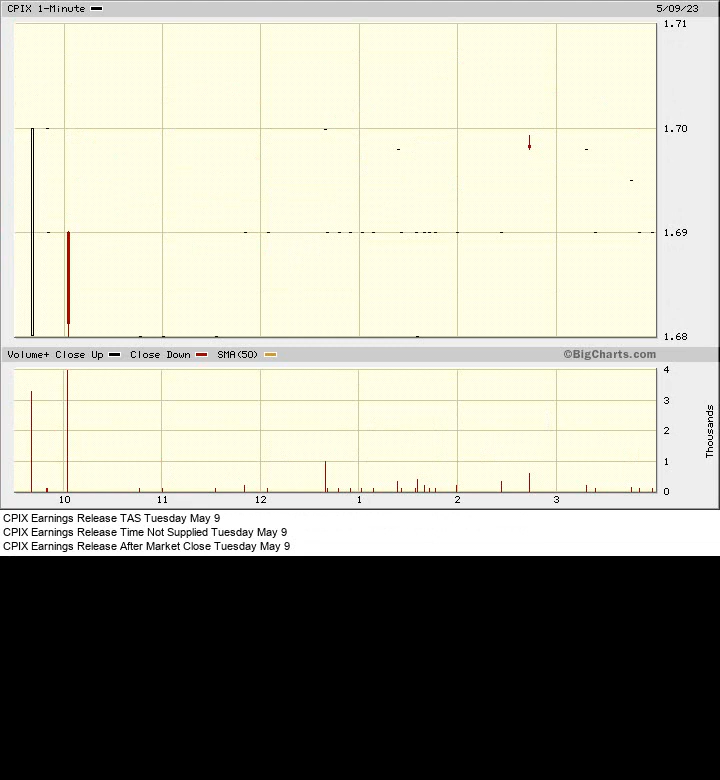 CPIX 1-Minute 5/09/23
1.71
1.70
1.69
1.68
Volume+ Close Up Close Down SMA(50) ©BigCharts.com
4
3
2
1
0
Thousands
10 11 12 1 2 3
CPIX Earnings Release TAS Tuesday May 9
CPIX Earnings Release Time Not Supplied Tuesday May 9
CPIX Earnings Release After Market Close Tuesday May 9